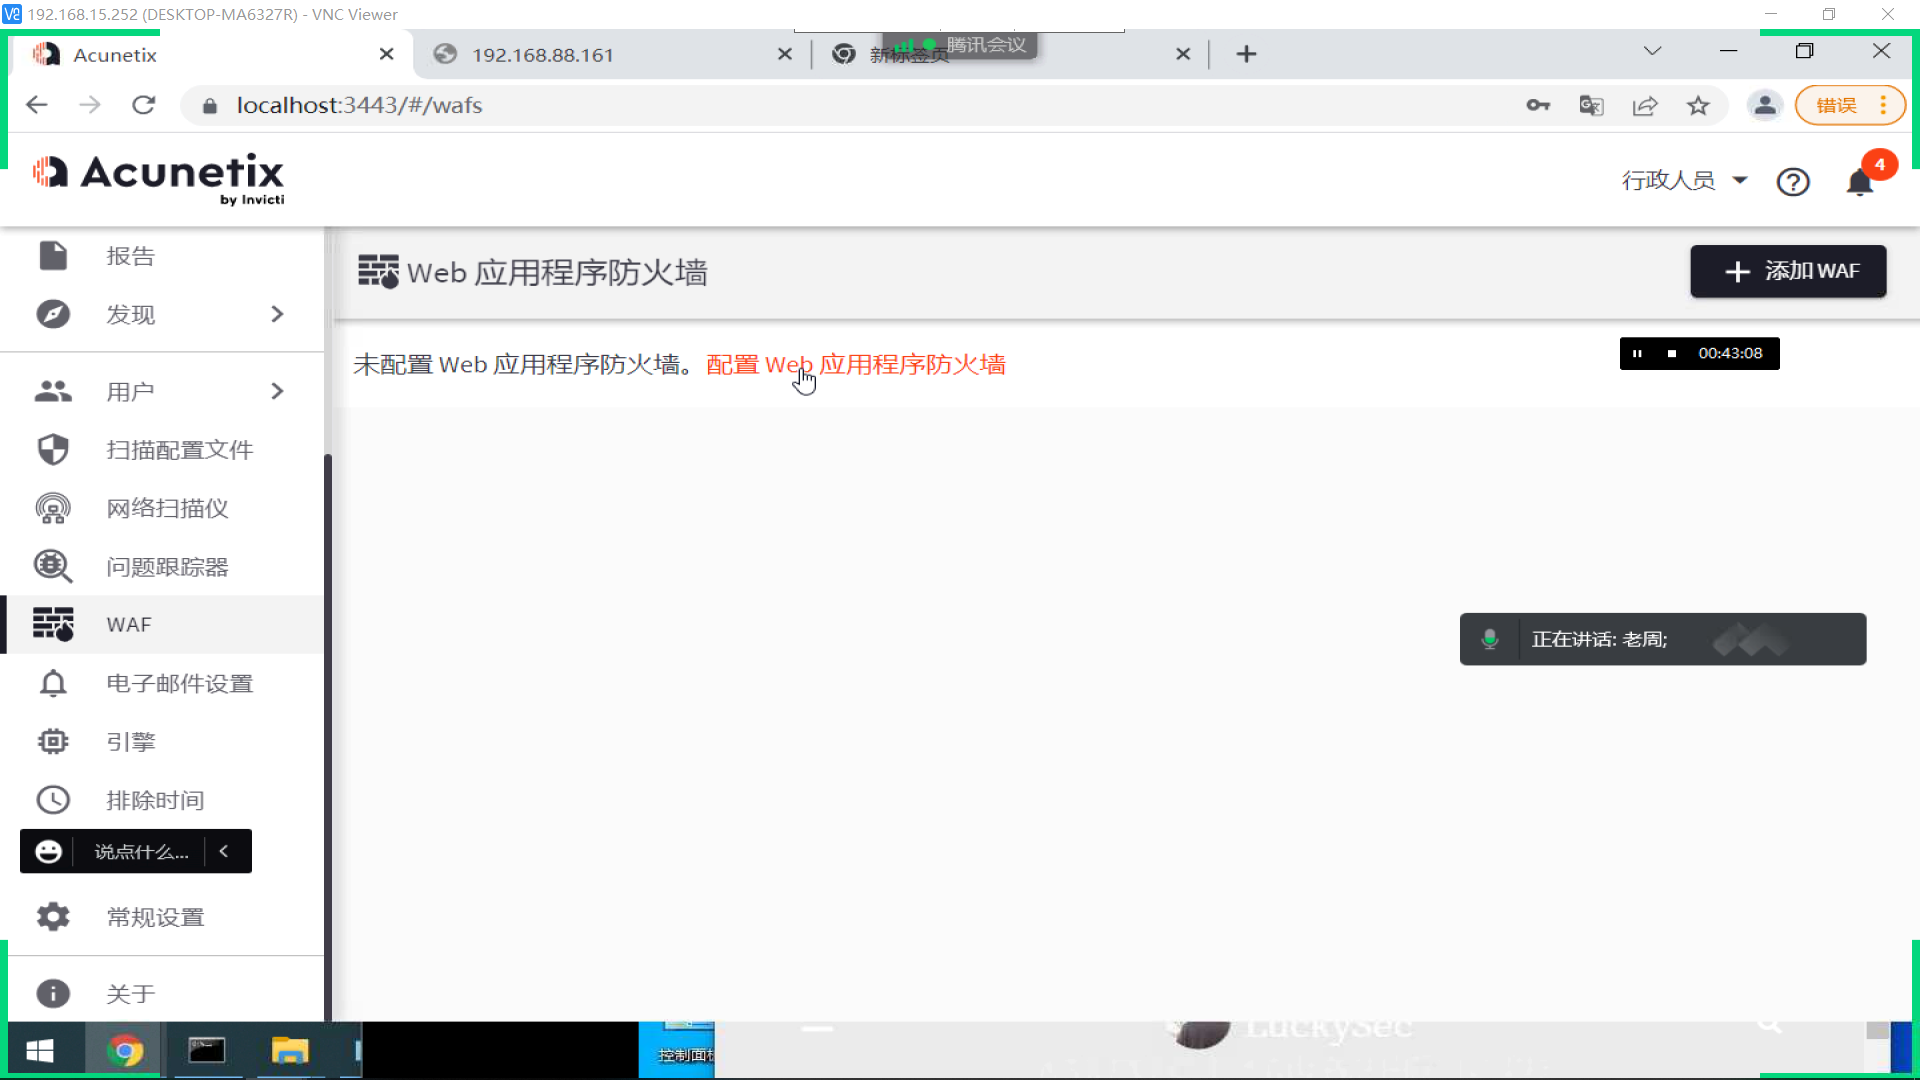 192.168.15.252 (DESKTOP-MA6327R) - VNC Viewer
Acunetix
192.168.88.161
新标签页
腾讯会议
localhost:3443/#/wafs
错误
Acunetix
by Invicti
行政人员
4
报告
发现
用户
扫描配置文件
网络扫描仪
问题跟踪器
WAF
电子邮件设置
引擎
排除时间
说点什么...
常规设置
关于
Web 应用程序防火墙
添加 WAF
未配置 Web 应用程序防火墙。配置 Web 应用程序防火墙
00:43:08
正在讲话: 老周;
控制面板
LuckySec